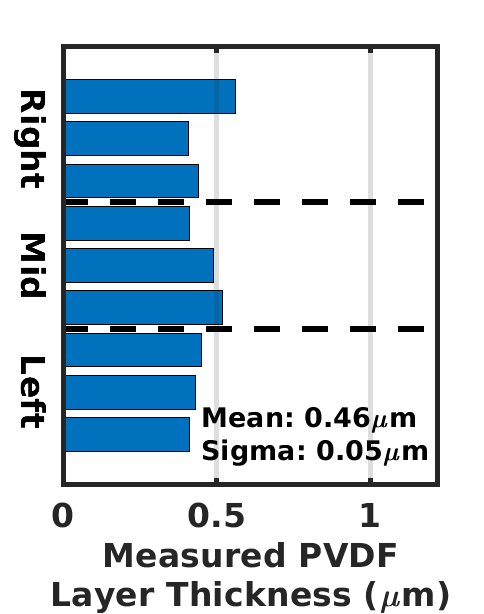 Right
Mid
Left
Mean: 0.46μm
Sigma: 0.05μm
0 0.5 1
Measured PVDF
Layer Thickness (μm)